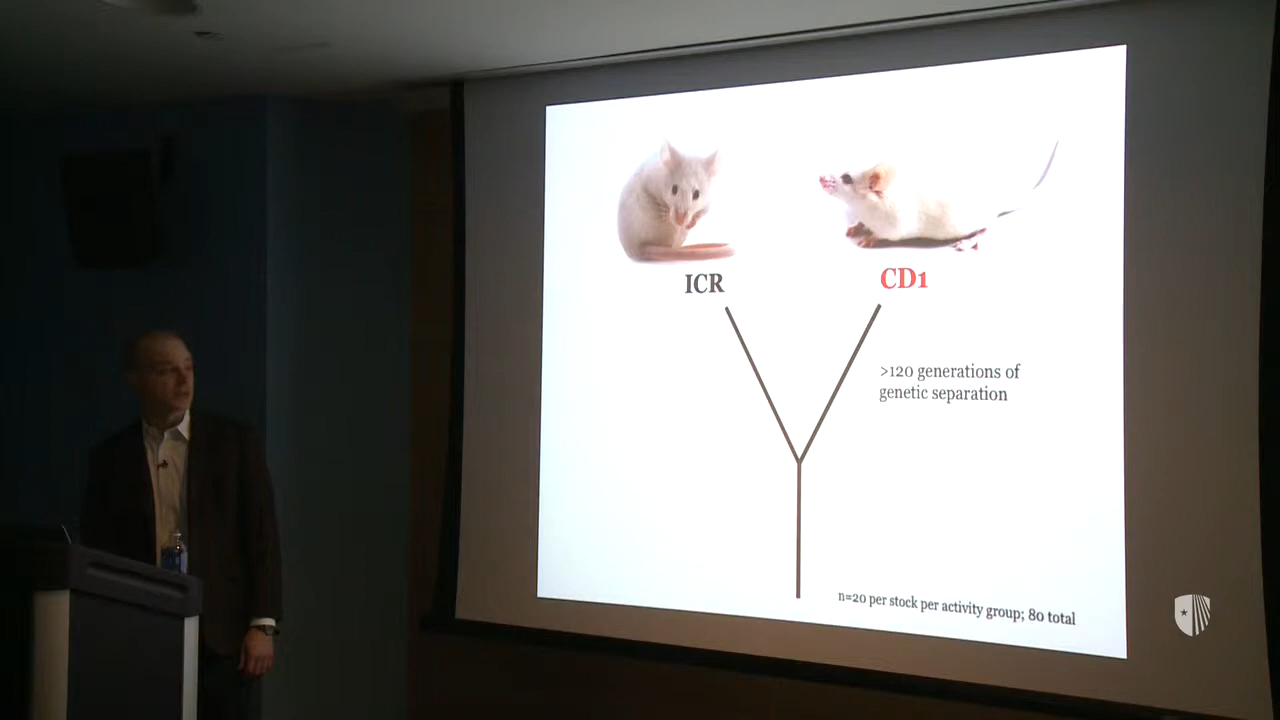 ICR
CD1
>120 generations of
genetic separation
n=20 per stock per activity group; 80 total